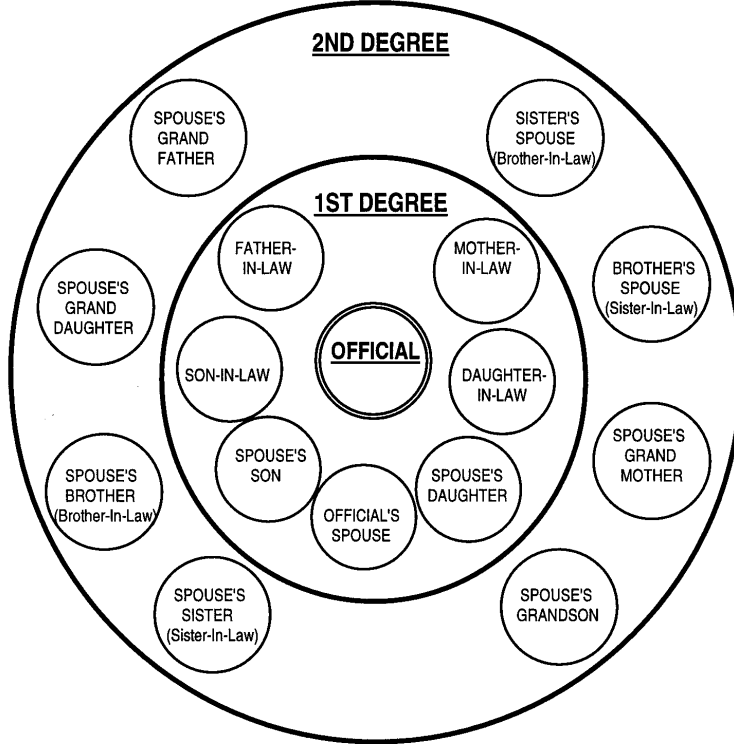 2ND DEGREE
SPOUSE'S
GRAND
FATHER
SISTER'S
SPOUSE
(Brother-In-Law)
1ST DEGREE
FATHER-
IN-LAW
MOTHER-
IN-LAW
SPOUSE'S
GRAND
DAUGHTER
BROTHER'S
SPOUSE
(Sister-In-Law)
OFFICIAL
SON-IN-LAW
DAUGHTER-
IN-LAW
SPOUSE'S
SON
SPOUSE'S
DAUGHTER
SPOUSE'S
GRAND
MOTHER
SPOUSE'S
BROTHER
(Brother-In-Law)
OFFICIAL'S
SPOUSE
SPOUSE'S
SISTER
(Sister-In-Law)
SPOUSE'S
GRANDSON